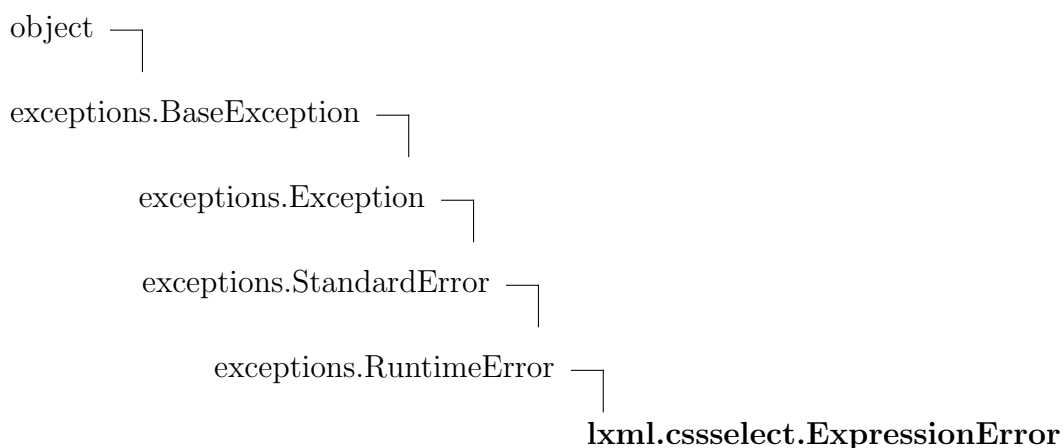 object
exceptions.BaseException
exceptions.Exception
exceptions.StandardError
exceptions.RuntimeError
lxml.cssselect.ExpressionError